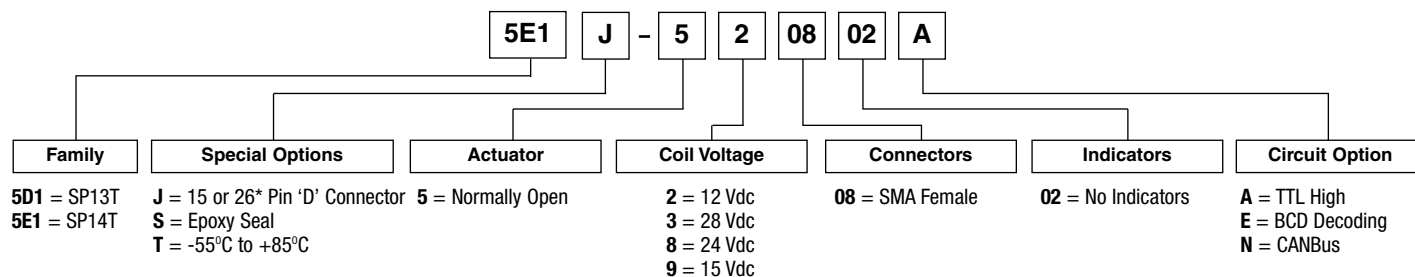 5E1 J – 5 2 08 02 A
Family Special Options Actuator Coil Voltage Connectors Indicators Circuit Option
5D1 = SP13T
5E1 = SP14T
J = 15 or 26* Pin ‘D’ Connector
S = Epoxy Seal
T = -55⁰C to +85⁰C
5 = Normally Open
2 = 12 Vdc
3 = 28 Vdc
8 = 24 Vdc
9 = 15 Vdc
08 = SMA Female
02 = No Indicators
A = TTL High
E = BCD Decoding
N = CANBus